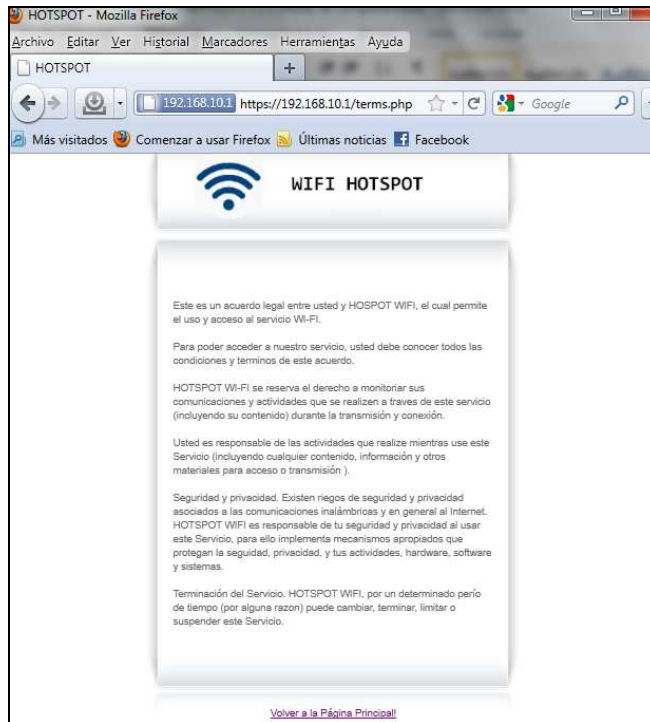 HOTSPOT - Mozilla Firefox
Archivo Editar Ver Historial Marcadores Herramientas Ayuda
HOTSPOT
192.168.10.1 https://192.168.10.1/terms.php Google
Más visitados Comenzar a usar Firefox Últimas noticias Facebook
WIFI HOTSPOT
Este es un acuerdo legal entre usted y HOSPOT WIFI, el cual permite
el uso y acceso al servicio WI-FI.
Para poder acceder a nuestro servicio, usted debe conocer todos las
condiciones y terminos de este acuerdo.
HOTSPOT WI-FI se reserva el derecho a monitoriar sus
comunicaciones y actividades que se realizen a traves de este servicio
(incluyendo su contenido) durante la transmisión y conexión.
Usted es responsable de las actividades que realize mientras use este
Servicio (incluyendo cualquier contenido, información y otros
materiales para acceso o transmisión ).
Seguridad y privacidad. Existen riegos de seguridad y privacidad
asociados a las comunicaciones inalámbricas y en general al Internet.
HOTSPOT WIFI es responsable de tu seguridad y privacidad al usar
este Servicio, para ello implementa mecanismos apropiados que
protegan la seguidad, privacidad, y tus actividades, hardware, software
y sistemas.
Terminación del Servicio. HOTSPOT WIFI, por un determinado perío
de tiempo (por alguna razon) puede cambiar, terminar, limitar o
suspender este Servicio.
Volver a la Página Principal!